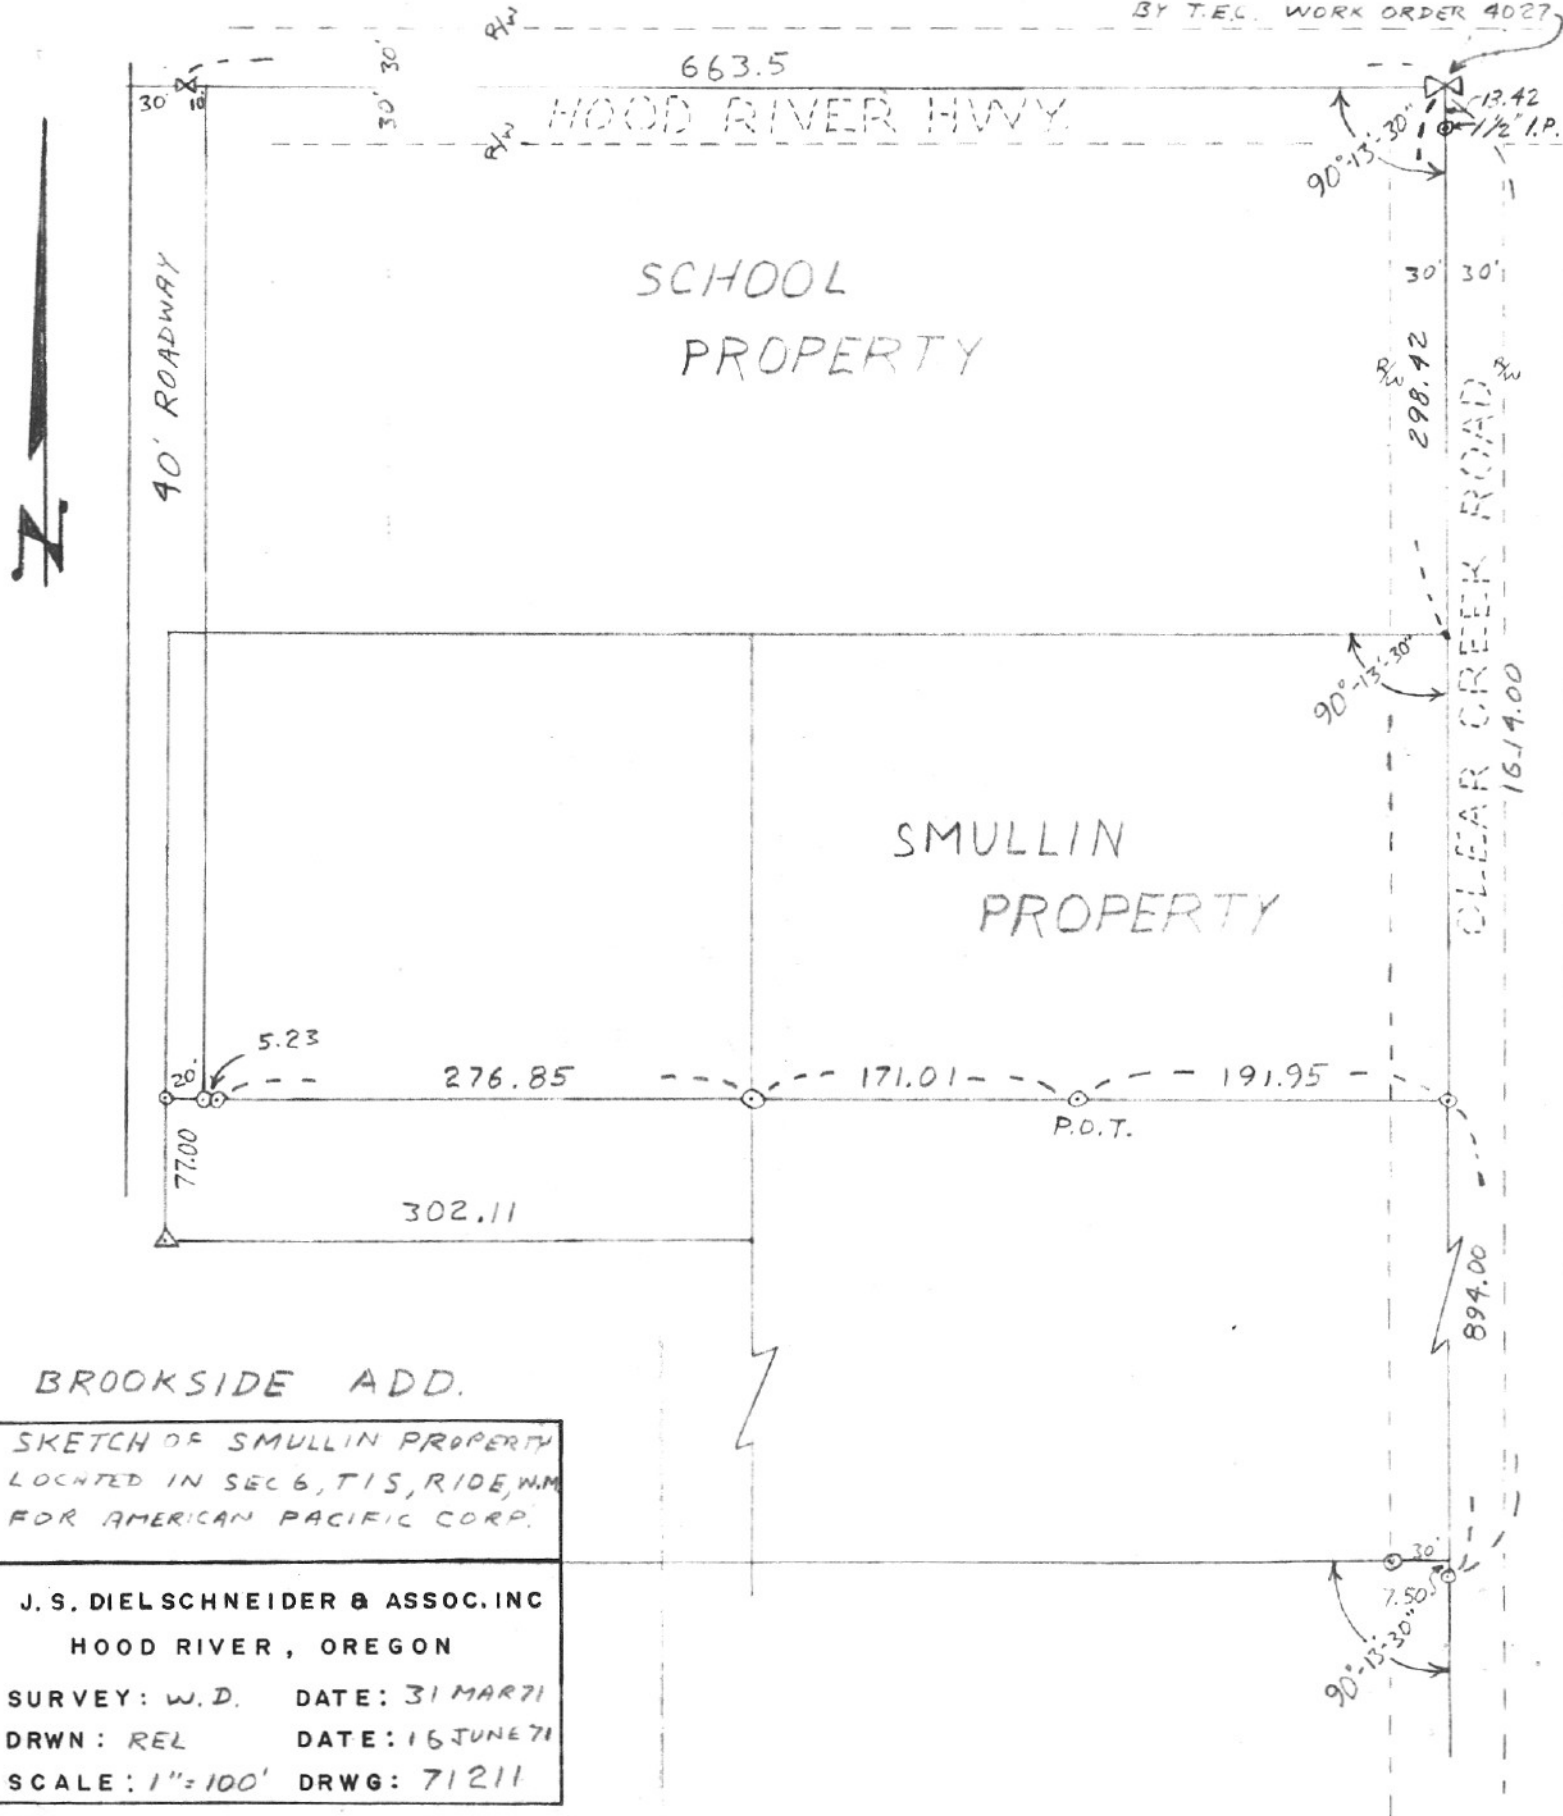 BY T.E.C. WORK ORDER 4027
R/W
30'
30'
663.5
30'
10'
HOOD RIVER HWY.
R/W
13.42
1/2" I.P.
90°-13'-30"
40' ROADWAY
SCHOOL
PROPERTY
30' 30'
R/W
298.42
R/W
CLEAR CREEK ROAD
1614.00
N
90°-13'-30"
SMULLIN
PROPERTY
5.23
20'
276.85
171.01
191.95
P.O.T.
77.00
302.11
894.00
BROOKSIDE ADD.
SKETCH OF SMULLIN PROPERTY
LOCATED IN SEC 6, T1S, R10E, W.M
FOR AMERICAN PACIFIC CORP.
30'
7.50
90°-13'-30"
J. S. DIELSCHNEIDER & ASSOC. INC
HOOD RIVER, OREGON
SURVEY: W.D. DATE: 31 MAR 71
DRWN: REL DATE: 16 JUNE 71
SCALE: 1"=100' DRWG: 71211